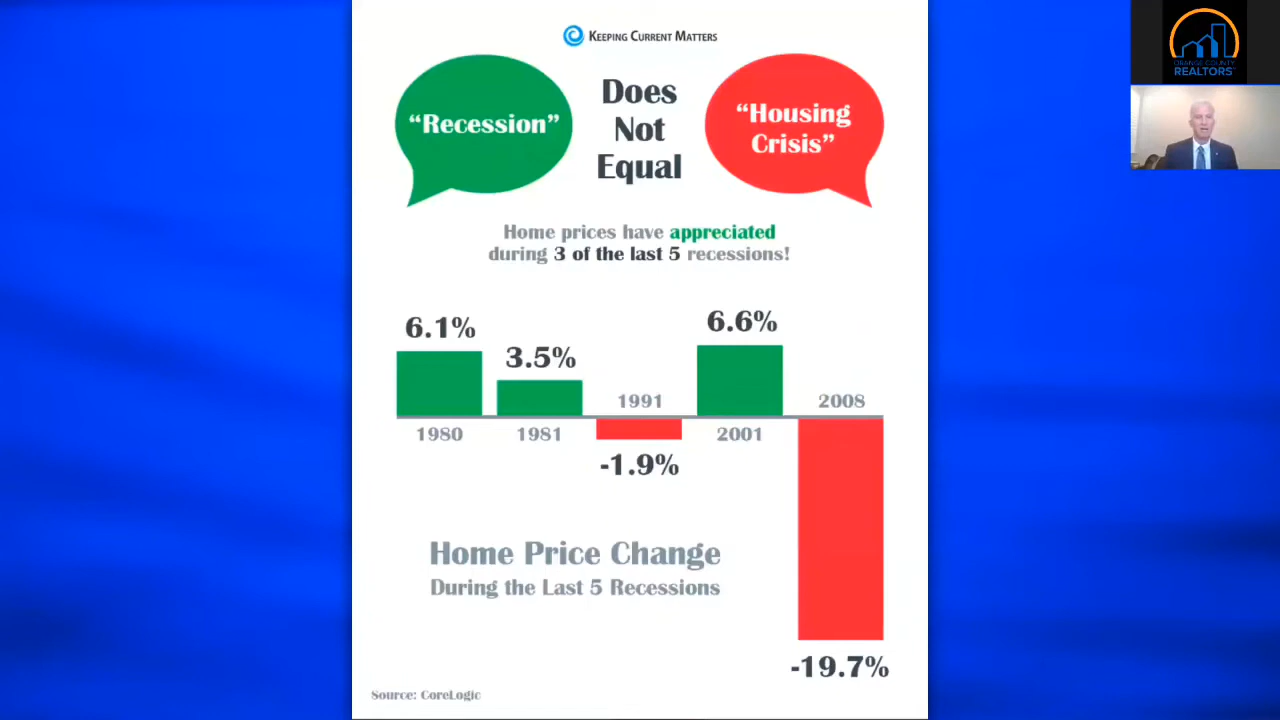 KEEPING CURRENT MATTERS
“Recession”
Does
Not
Equal
“Housing
Crisis”
Home prices have appreciated
during 3 of the last 5 recessions!
6.1%
3.5%
1991
6.6%
2008
1980
1981
-1.9%
2001
Home Price Change
During the Last 5 Recessions
-19.7%
Source: CoreLogic
ORANGE COUNTY
REALTORS